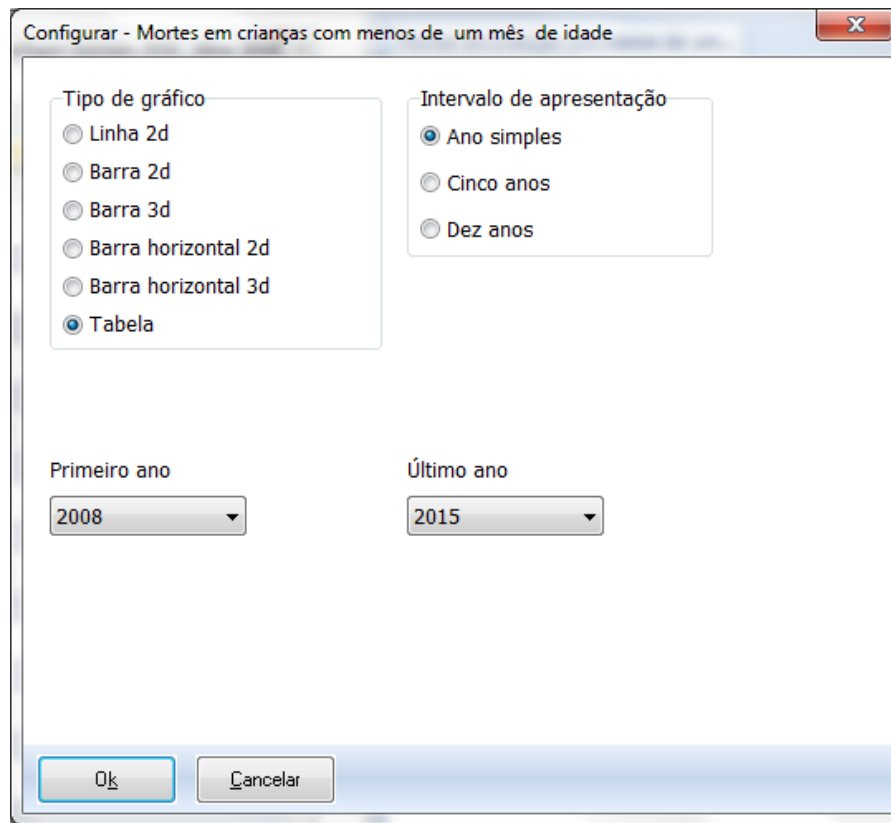 Configurar - Mortes em crianças com menos de  um mês  de idade
Tipo de gráfico
Linha 2d
Barra 2d
Barra 3d
Barra horizontal 2d
Barra horizontal 3d
Tabela
Intervalo de apresentação
Ano simples
Cinco anos
Dez anos
Primeiro ano
2008
Último ano
2015
Ok
Cancelar